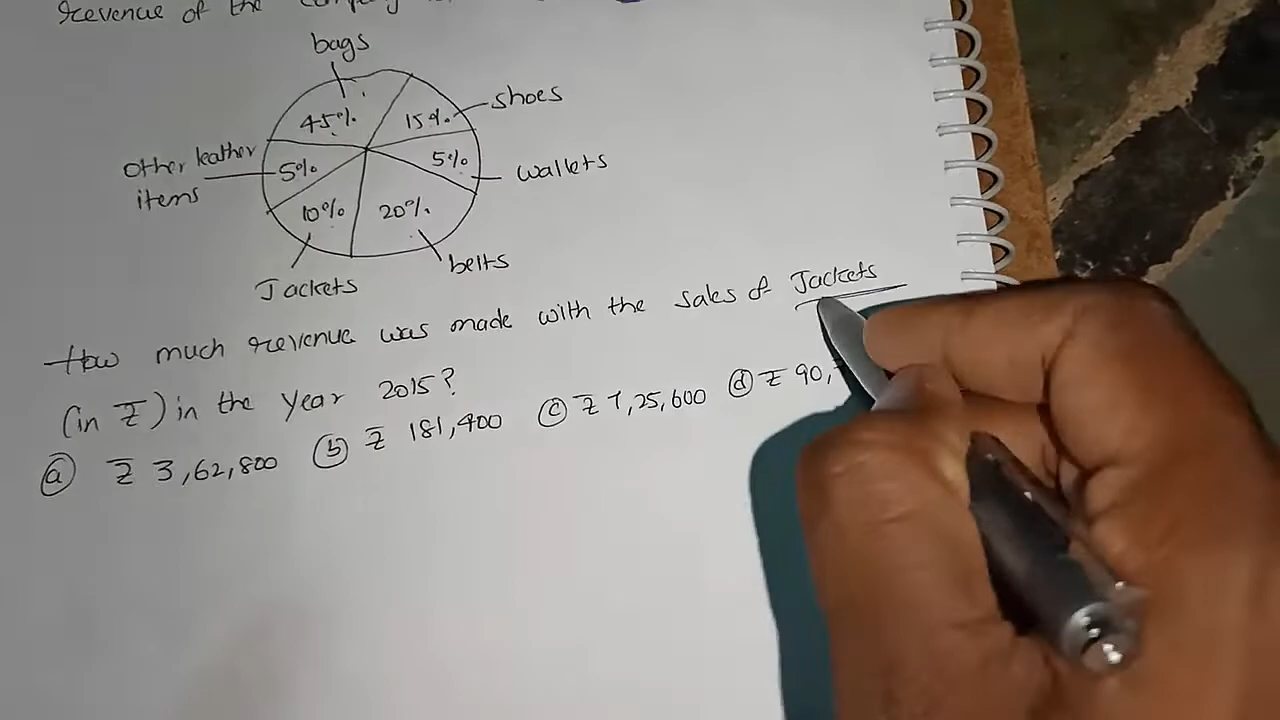 revenue of the
bags
45%
15%
shoes
Other leather
items
5%
5%
wallets
10%
20%
Jackets
belts
How much revenue was made with the sales of Jackets
(in ₹) in the year 2015?
ⓐ ₹ 3,62,800 ⓑ ₹ 181,400 ⓒ ₹ 7,25,600 ⓓ ₹ 90,